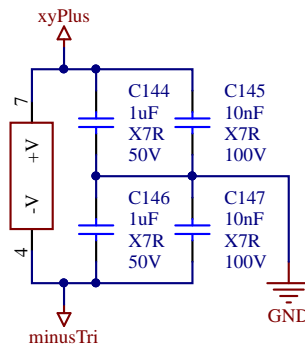 xyPlus
7
+V
-V
4
C144
1uF
X7R
50V
C145
10nF
X7R
100V
C146
1uF
X7R
50V
C147
10nF
X7R
100V
GND
minusTri